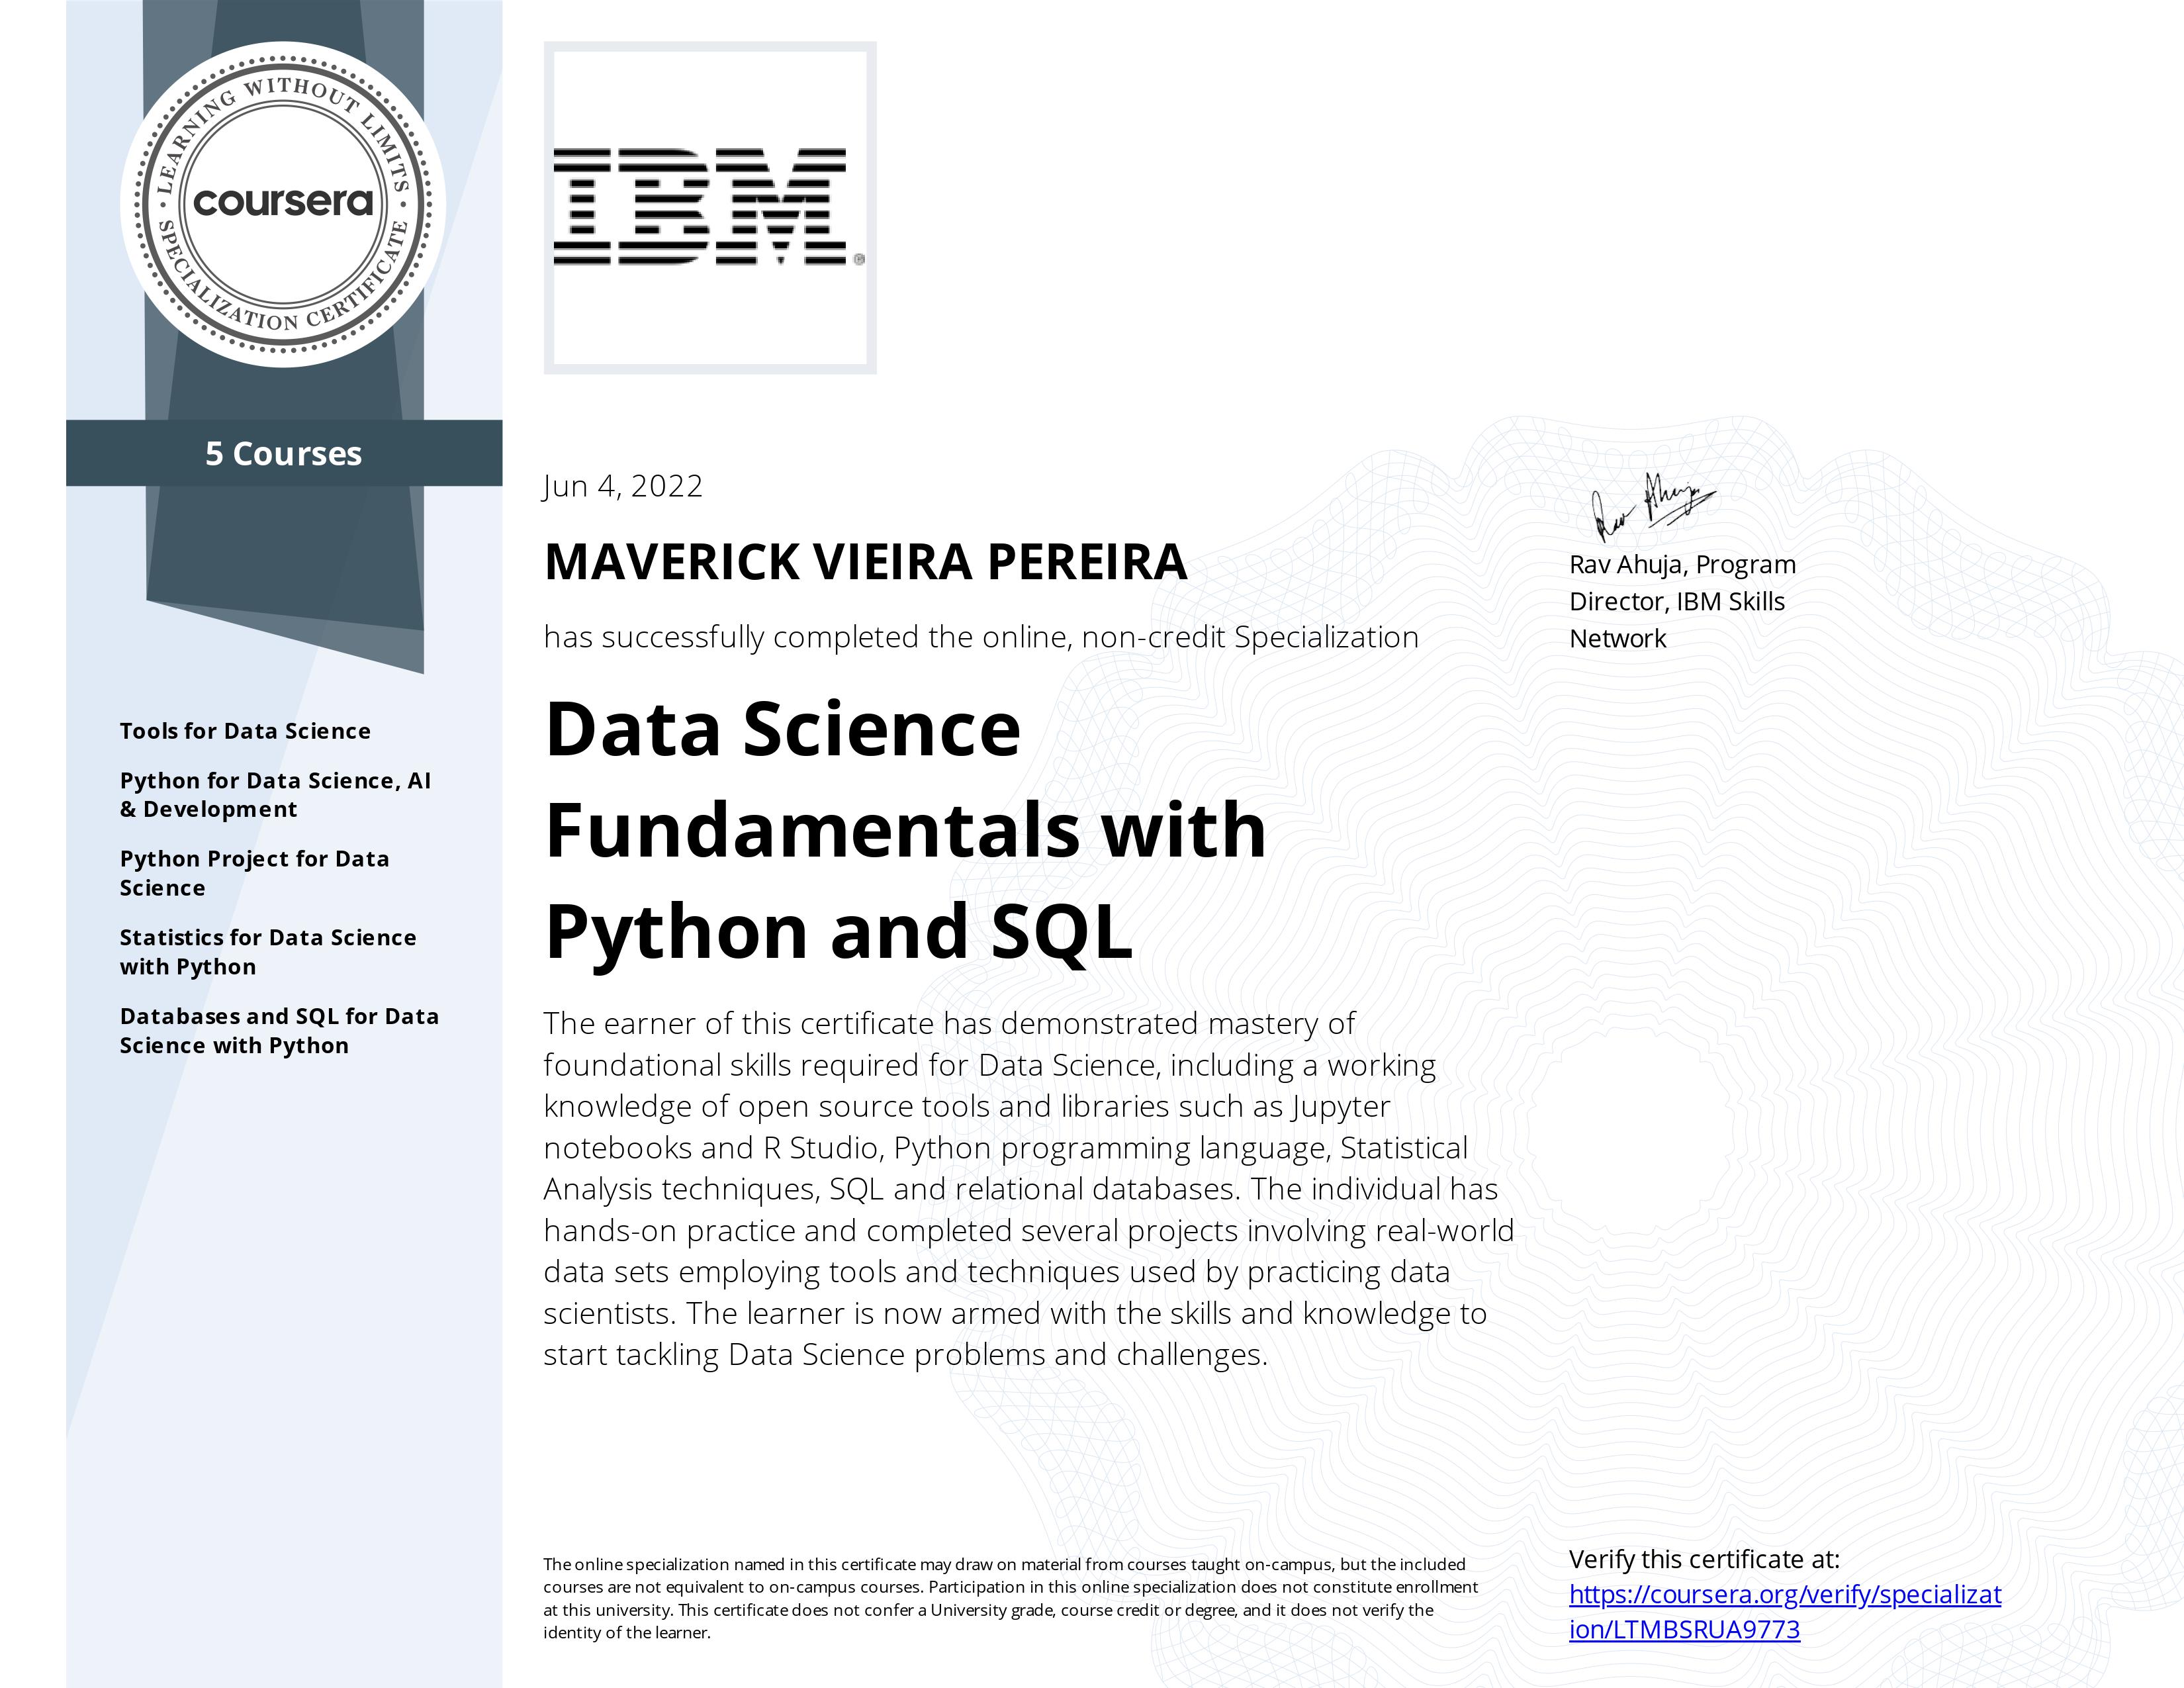 LEARNING WITHOUT LIMITS
coursera
SPECIALIZATION CERTIFICATE
5 Courses
Tools for Data Science
Python for Data Science, AI
& Development
Python Project for Data
Science
Statistics for Data Science
with Python
Databases and SQL for Data
Science with Python
IBM®
Jun 4, 2022
MAVERICK VIEIRA PEREIRA
has successfully completed the online, non-credit Specialization
Data Science
Fundamentals with
Python and SQL
The earner of this certificate has demonstrated mastery of
foundational skills required for Data Science, including a working
knowledge of open source tools and libraries such as Jupyter
notebooks and R Studio, Python programming language, Statistical
Analysis techniques, SQL and relational databases. The individual has
hands-on practice and completed several projects involving real-world
data sets employing tools and techniques used by practicing data
scientists. The learner is now armed with the skills and knowledge to
start tackling Data Science problems and challenges.
Rav Ahuja
Rav Ahuja, Program
Director, IBM Skills
Network
The online specialization named in this certificate may draw on material from courses taught on-campus, but the included
courses are not equivalent to on-campus courses. Participation in this online specialization does not constitute enrollment
at this university. This certificate does not confer a University grade, course credit or degree, and it does not verify the
identity of the learner.
Verify this certificate at:
https://coursera.org/verify/specializat
ion/LTMBSRUA9773